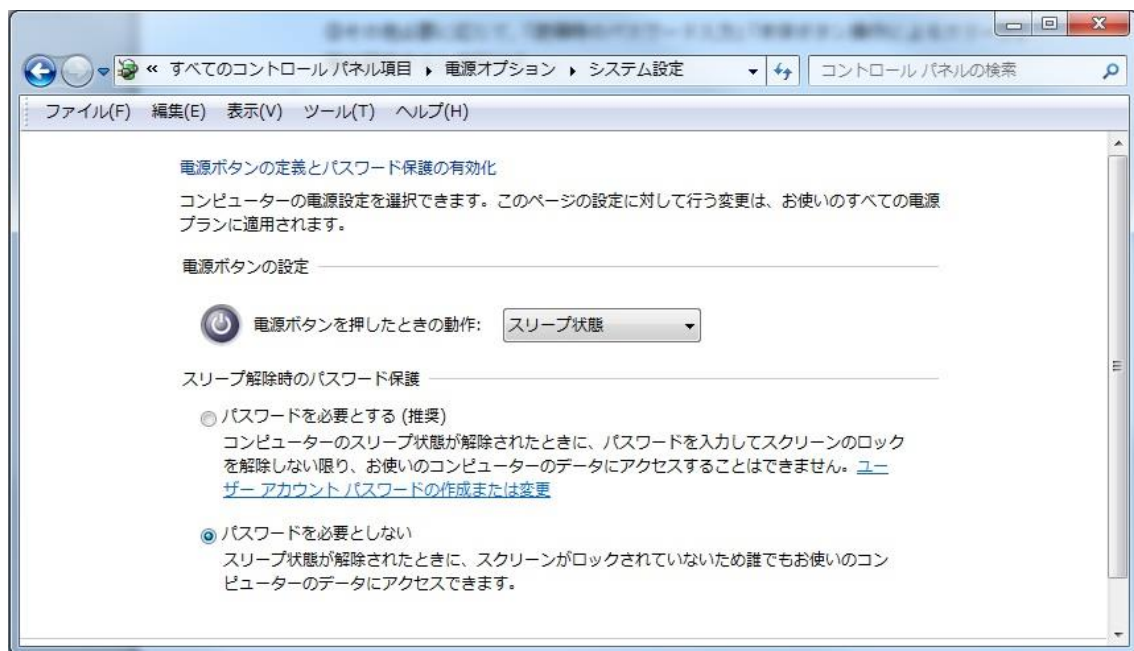 « すべてのコントロール パネル項目 ▸ 電源オプション ▸ システム設定
コントロール パネルの検索
ファイル(F) 編集(E) 表示(V) ツール(T) ヘルプ(H)
電源ボタンの定義とパスワード保護の有効化
コンピューターの電源設定を選択できます。このページの設定に対して行う変更は、お使いのすべての電源
プランに適用されます。
電源ボタンの設定
電源ボタンを押したときの動作: スリープ状態
スリープ解除時のパスワード保護
パスワードを必要とする (推奨)
コンピューターのスリープ状態が解除されたときに、パスワードを入力してスクリーンのロック
を解除しない限り、お使いのコンピューターのデータにアクセスすることはできません。ユー
ザー アカウント パスワードの作成または変更
パスワードを必要としない
スリープ状態が解除されたときに、スクリーンがロックされていないため誰でもお使いのコン
ピューターのデータにアクセスできます。